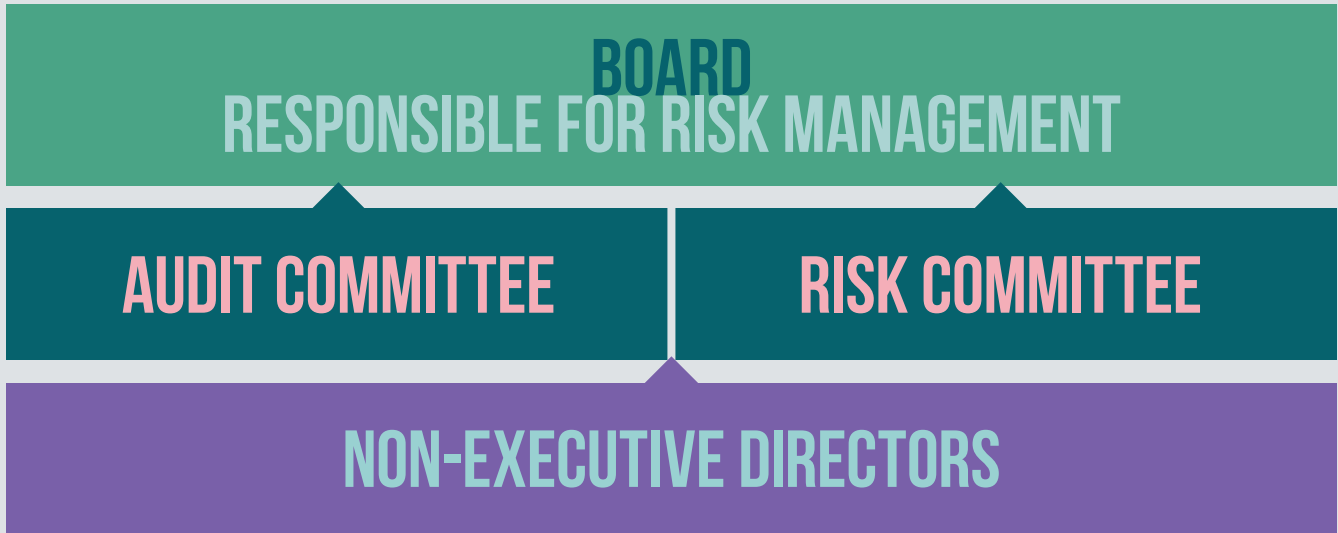 BOARD
RESPONSIBLE FOR RISK MANAGEMENT
AUDIT COMMITTEE
RISK COMMITTEE
NON-EXECUTIVE DIRECTORS